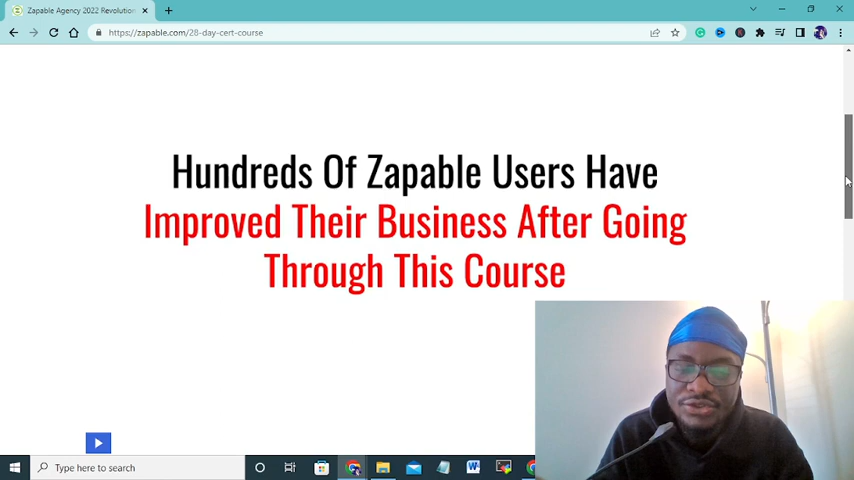 Zapable Agency 2022 Revolution
https://zapable.com/28-day-cert-course
Hundreds Of Zapable Users Have
Improved Their Business After Going
Through This Course
Type here to search